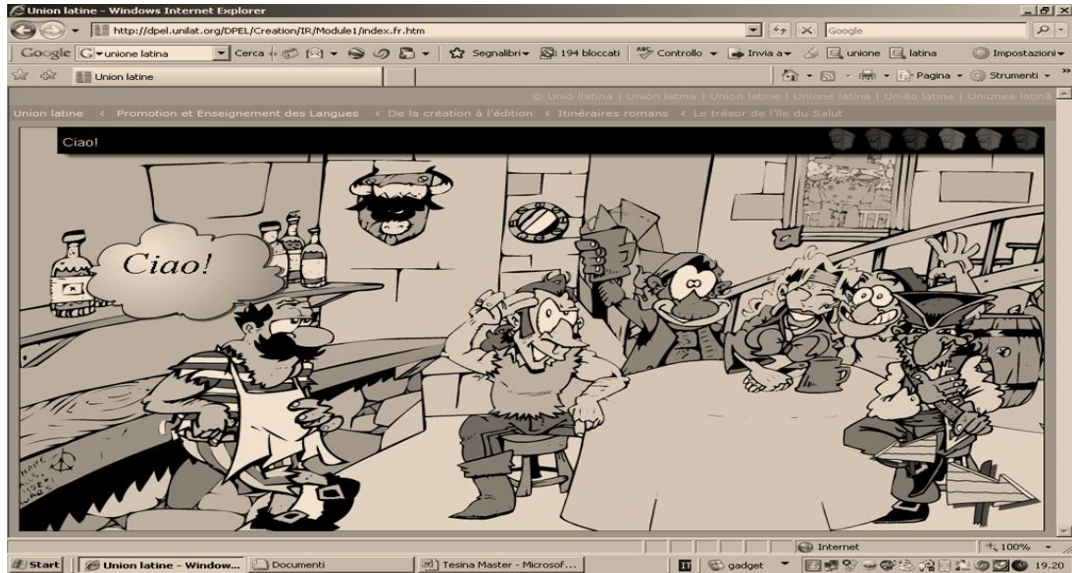 Union latine - Windows Internet Explorer
http://dpel.unilat.org/DPEL/Creation/IR/Module1/index.fr.htm
Google
Google unione latina Cerca Segnalibri 194 bloccati Controllo Invia a unione latina Impostazioni
Union latine Pagina Strumenti »
© Unió llatina | Unión latina | Union latine | Unione latina | União latina | Uniunea latină
Union latine < Promotion et Enseignement des Langues < De la création à l'édition < Itinéraires romans < Le trésor de l'île du Salut
Ciao!
Ciao!
Internet 100%
Start Union latine - Window... Documenti Tesina Master - Microsof... IT gadget 19.20